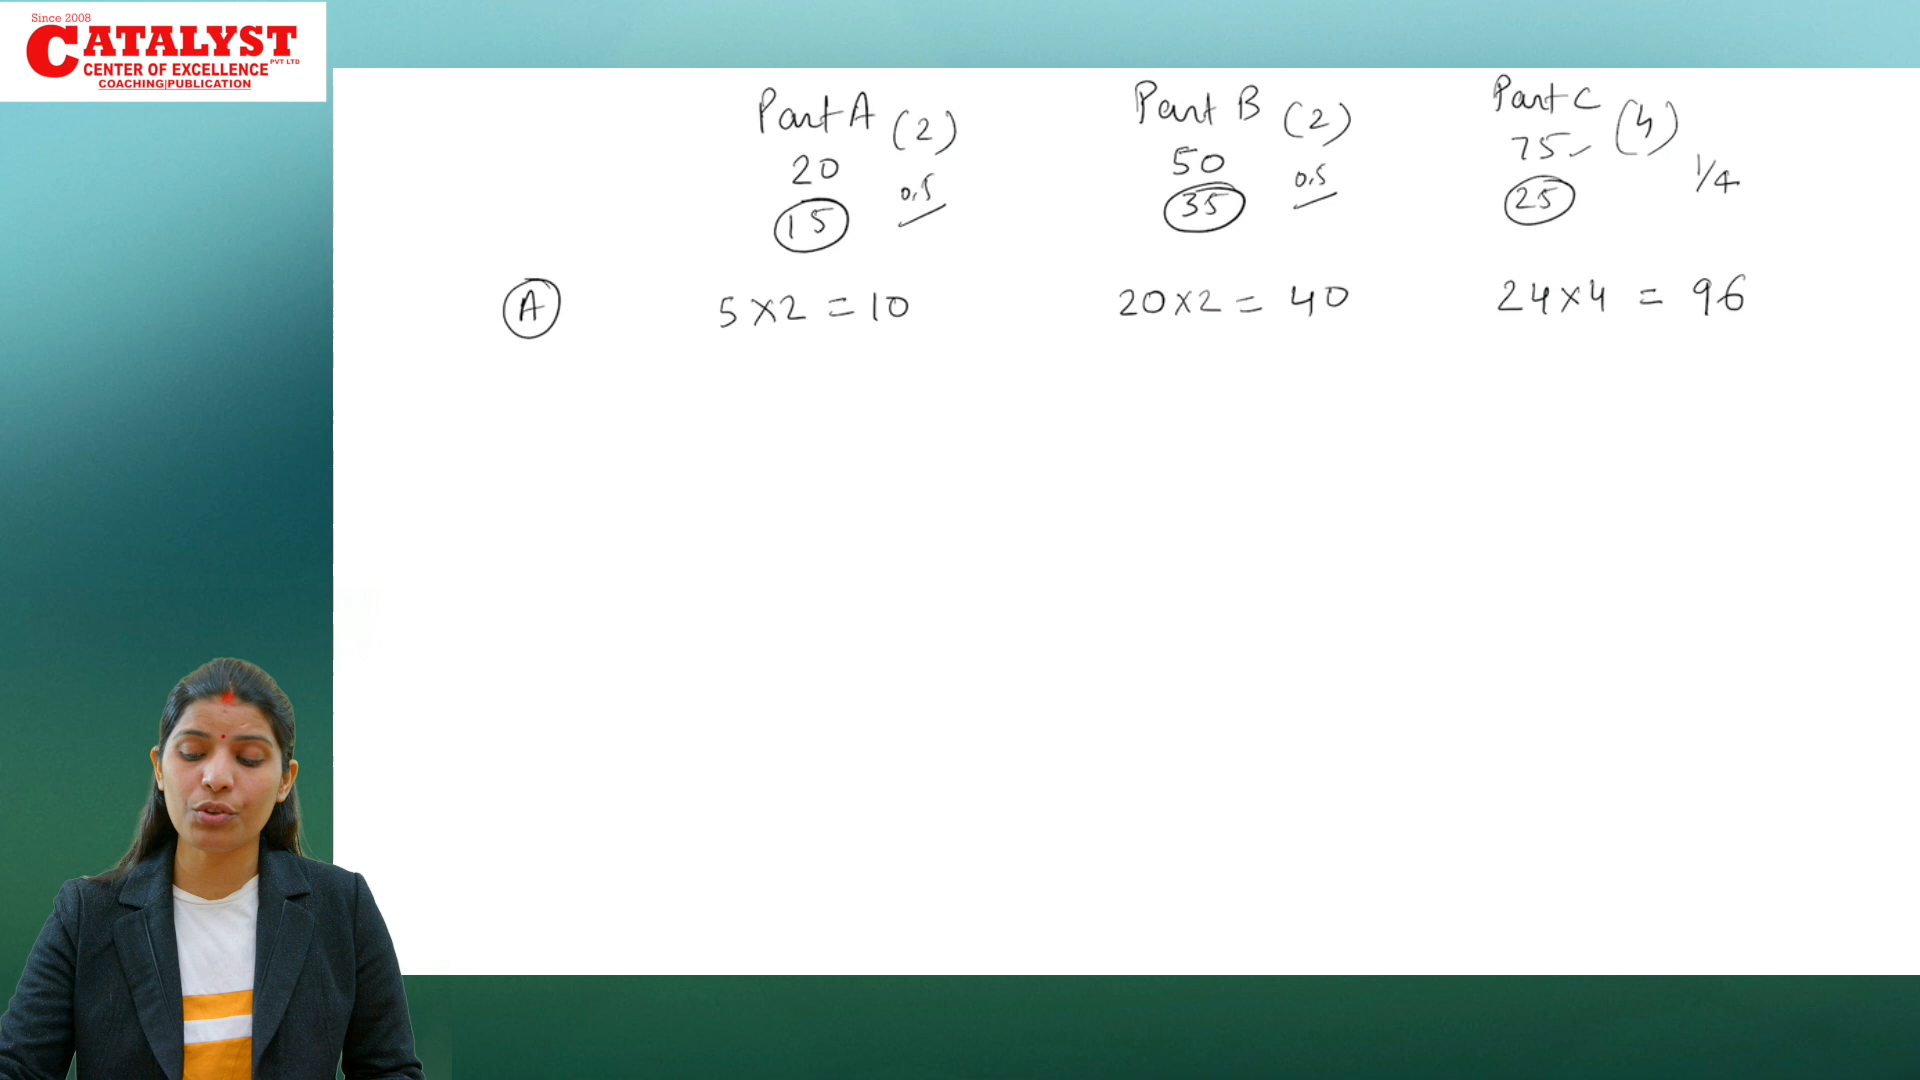 Since 2008
CATALYST
PVT LTD
CENTER OF EXCELLENCE
COACHING|PUBLICATION
Part A (2)
20
0.5
15
Part B (2)
50
0.5
35
Part C (4)
75
1/4
25
A
5×2 = 10
20×2 = 40
24×4 = 96